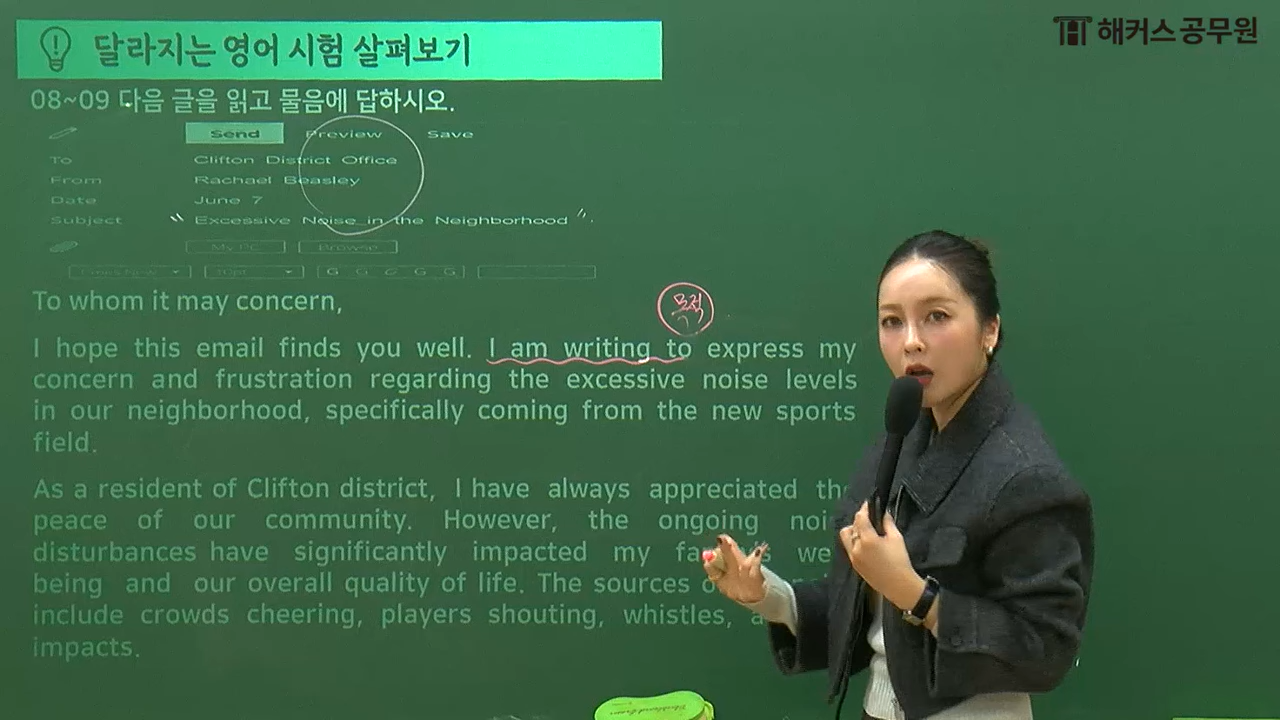 해커스 공무원
달라지는 영어 시험 살펴보기
08~09 다음 글을 읽고 물음에 답하시오.
Send Preview Save
To Clifton District Office
From Rachael Beasley
Date June 7
Subject " Excessive Noise in the Neighborhood "
My PC Browse
Times New 10pt G G G G G
To whom it may concern,
목적
I hope this email finds you well. I am writing to express my
concern and frustration regarding the excessive noise levels
in our neighborhood, specifically coming from the new sports
field.
As a resident of Clifton district, I have always appreciated the
peace of our community. However, the ongoing
disturbances have significantly impacted my
being and our overall quality of life. The sources
include crowds cheering, players shouting, whistles,
impacts.